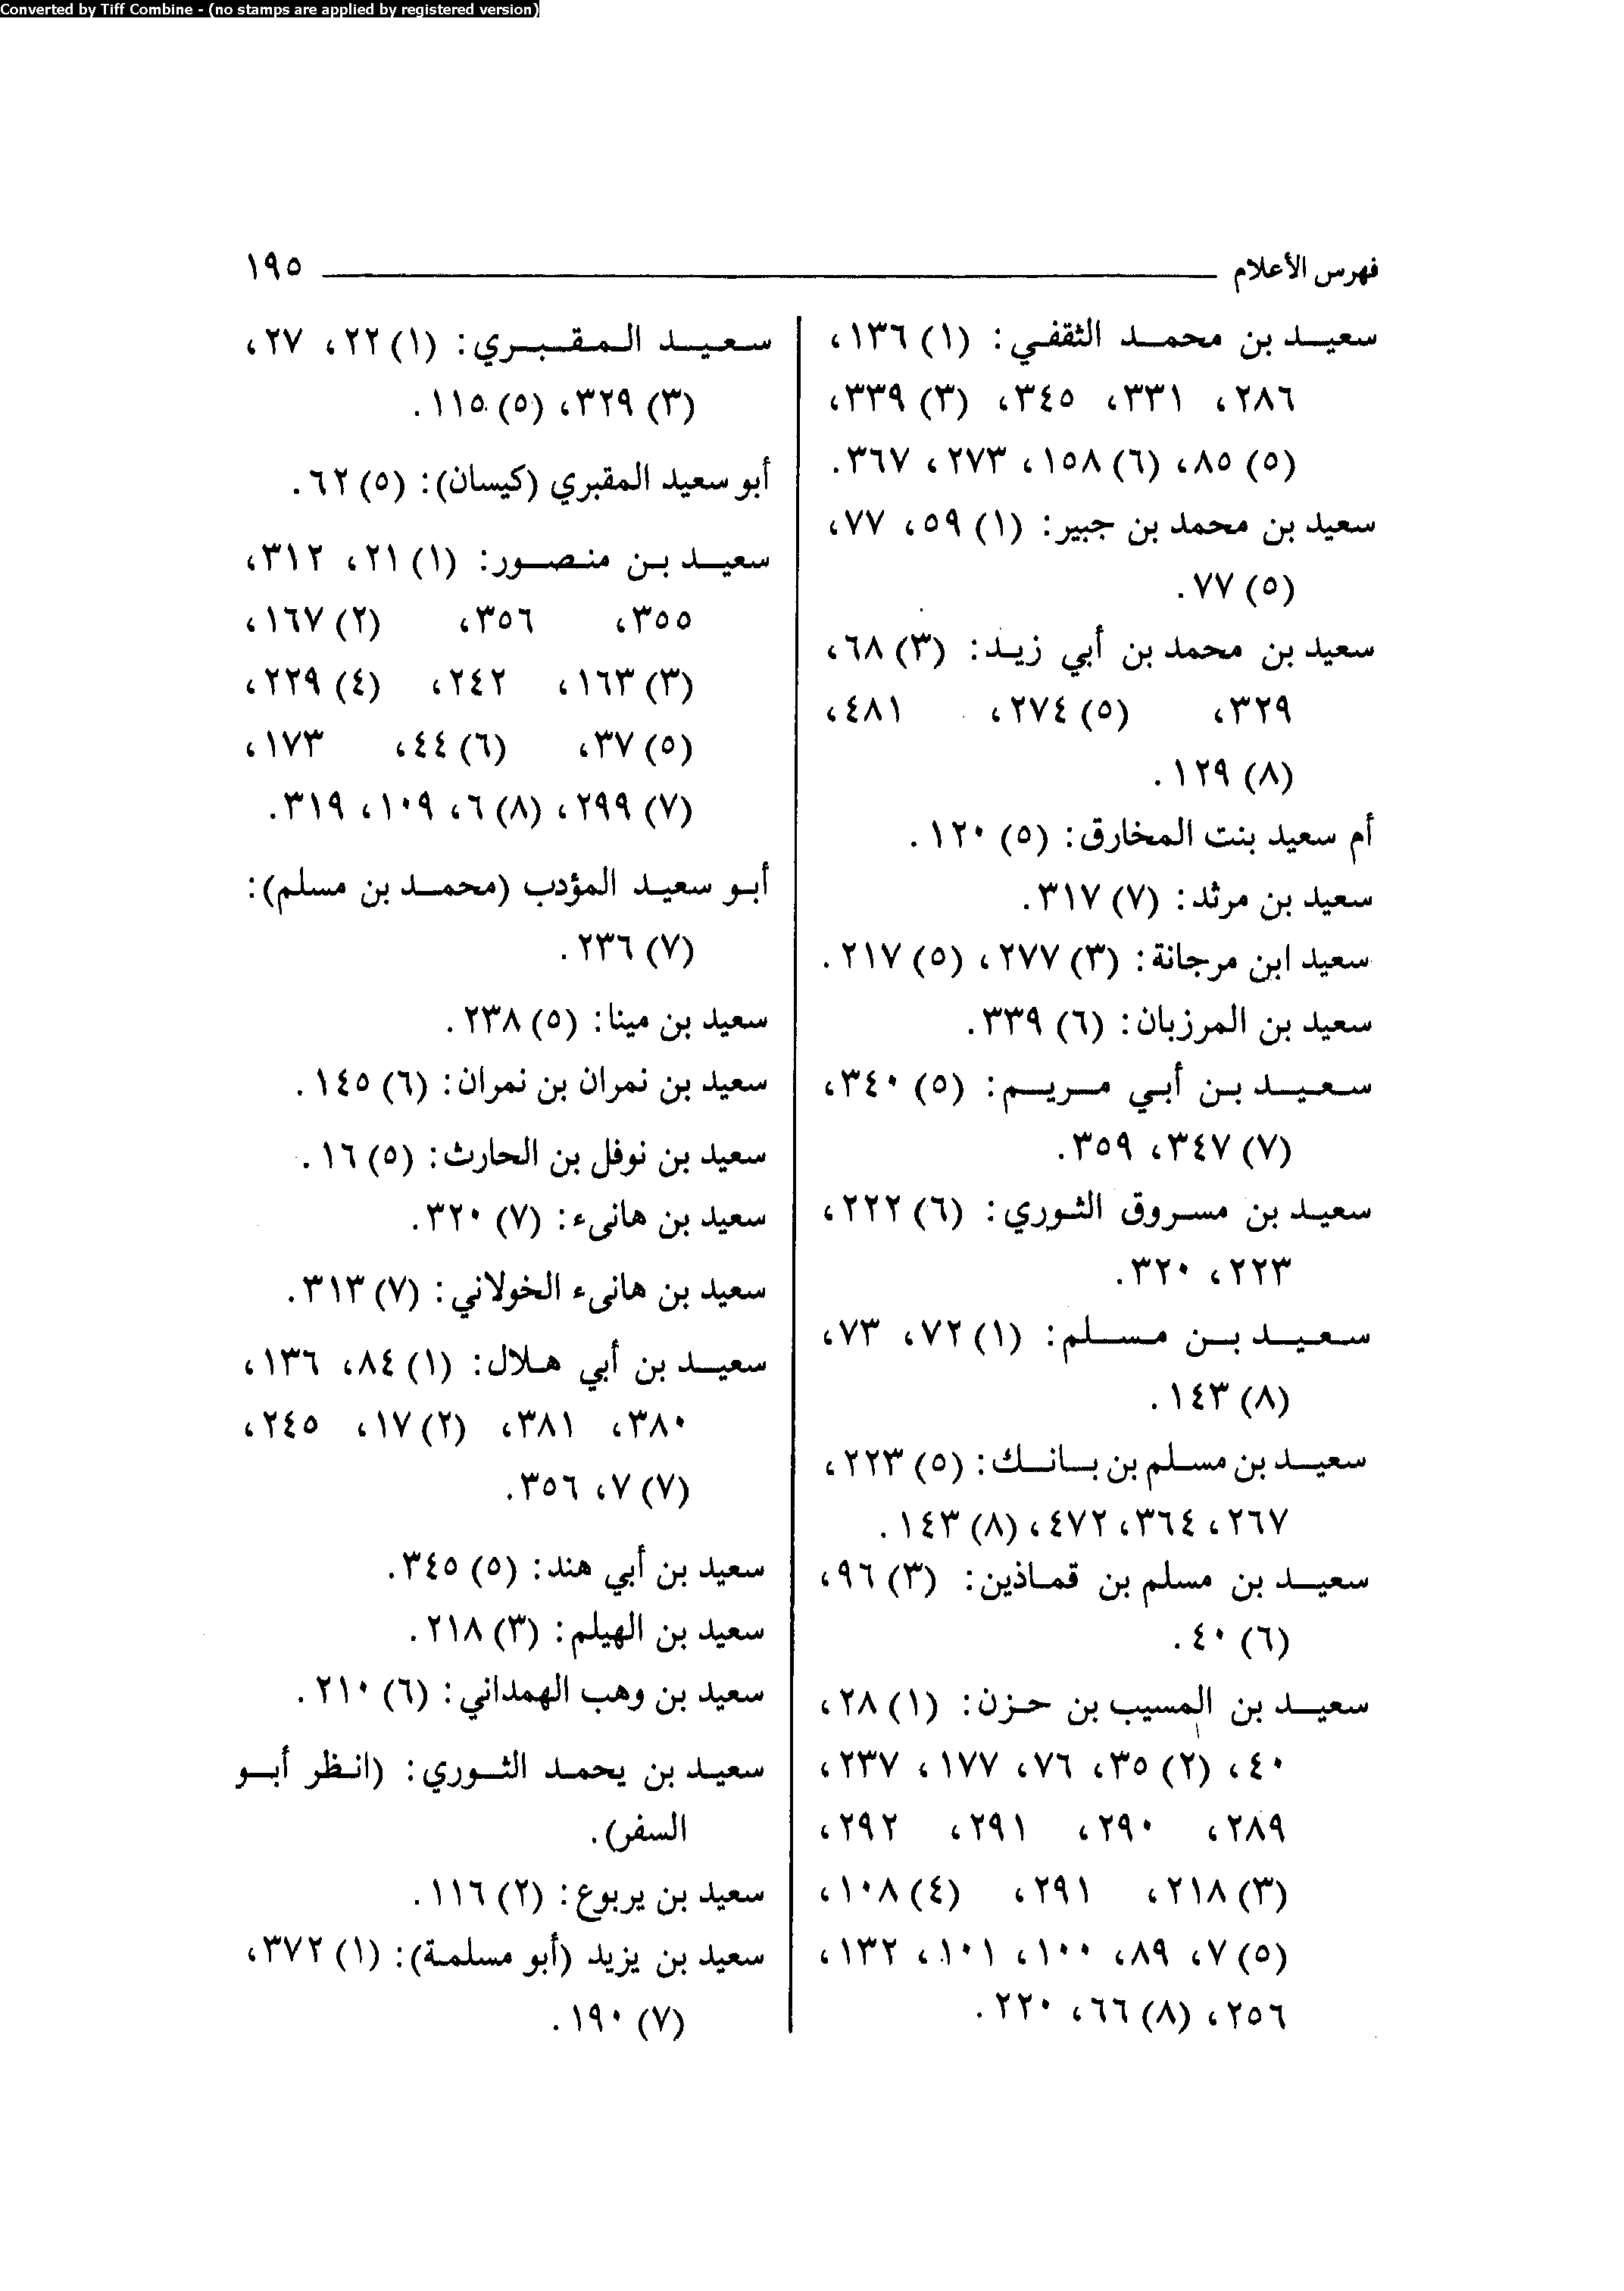 Converted by Tiff Combine - (no stamps are applied by registered version)
فهرس الأعلام ١٩٥
سعيد بن محمد الثقفي: (١) ١٣٦،
٢٨٦، ٣٣١، ٣٤٥، (٣) ٣٣٩،
(٥) ٨٥، (٦) ١٥٨، ٢٧٣، ٣٦٧.
سعيد بن محمد بن جبير: (١) ٥٩، ٧٧،
(٥) ٧٧.
سعيد بن محمد بن أبي زيد: (٣) ٦٨،
٣٢٩، (٥) ٢٧٤، ٤٨١،
(٨) ١٢٩.
أم سعيد بنت المخارق: (٥) ١٢٠.
سعيد بن مرثد: (٧) ٣١٧.
سعيد ابن مرجانة: (٣) ٢٧٧، (٥) ٢١٧.
سعيد بن المرزبان: (٦) ٣٣٩.
سعيد بن أبي مريم: (٥) ٣٤٠،
(٧) ٣٤٧، ٣٥٩.
سعيد بن مسروق الثوري: (٦) ٢٢٢،
٢٢٣، ٣٢٠.
سعيد بن مسلم: (١) ٧٢، ٧٣،
(٨) ١٤٣.
سعيد بن مسلم بن بانك: (٥) ٢٢٣،
٢٦٧، ٣٦٤، ٤٧٢، (٨) ١٤٣.
سعيد بن مسلم بن قماذين: (٣) ٩٦،
(٦) ٤٠.
سعيد بن المسيب بن حزن: (١) ٢٨،
٤٠، (٢) ٣٥، ٧٦، ١٧٧، ٢٣٧،
٢٨٩، ٢٩٠، ٢٩١، ٢٩٢،
(٣) ٢١٨، ٢٩١، (٤) ١٠٨،
(٥) ٧، ٨٩، ١٠٠، ١٠١، ١٣٢،
٢٥٦، (٨) ٦٦، ٢٢٠.
سعيد المقبري: (١) ٢٢، ٢٧،
(٣) ٣٢٩، (٥) ١١٥.
أبو سعيد المقبري (كيسان): (٥) ٦٢.
سعيد بن منصور: (١) ٢١، ٣١٢،
٣٥٥، ٣٥٦، (٢) ١٦٧،
(٣) ١٦٣، ٢٤٢، (٤) ٢٢٩،
(٥) ٣٧، (٦) ٤٤، ١٧٣،
(٧) ٢٩٩، (٨) ٦، ١٠٩، ٣١٩.
أبو سعيد المؤدب (محمد بن مسلم):
(٧) ٢٣٦.
سعيد بن مينا: (٥) ٢٣٨.
سعيد بن نمران بن نمران: (٦) ١٤٥.
سعيد بن نوفل بن الحارث: (٥) ١٦.
سعيد بن هانىء: (٧) ٣٢٠.
سعيد بن هانىء الخولاني: (٧) ٣١٣.
سعيد بن أبي هلال: (١) ٨٤، ١٣٦،
٣٨٠، ٣٨١، (٢) ١٧، ٢٤٥،
(٧) ٧، ٣٥٦.
سعيد بن أبي هند: (٥) ٣٤٥.
سعيد بن الهيلم: (٣) ٢١٨.
سعيد بن وهب الهمداني: (٦) ٢١٠.
سعيد بن يحمد الثوري: (انظر أبو
السفر).
سعيد بن يربوع: (٢) ١١٦.
سعيد بن يزيد (أبو مسلمة): (١) ٣٧٢،
(٧) ١٩٠.